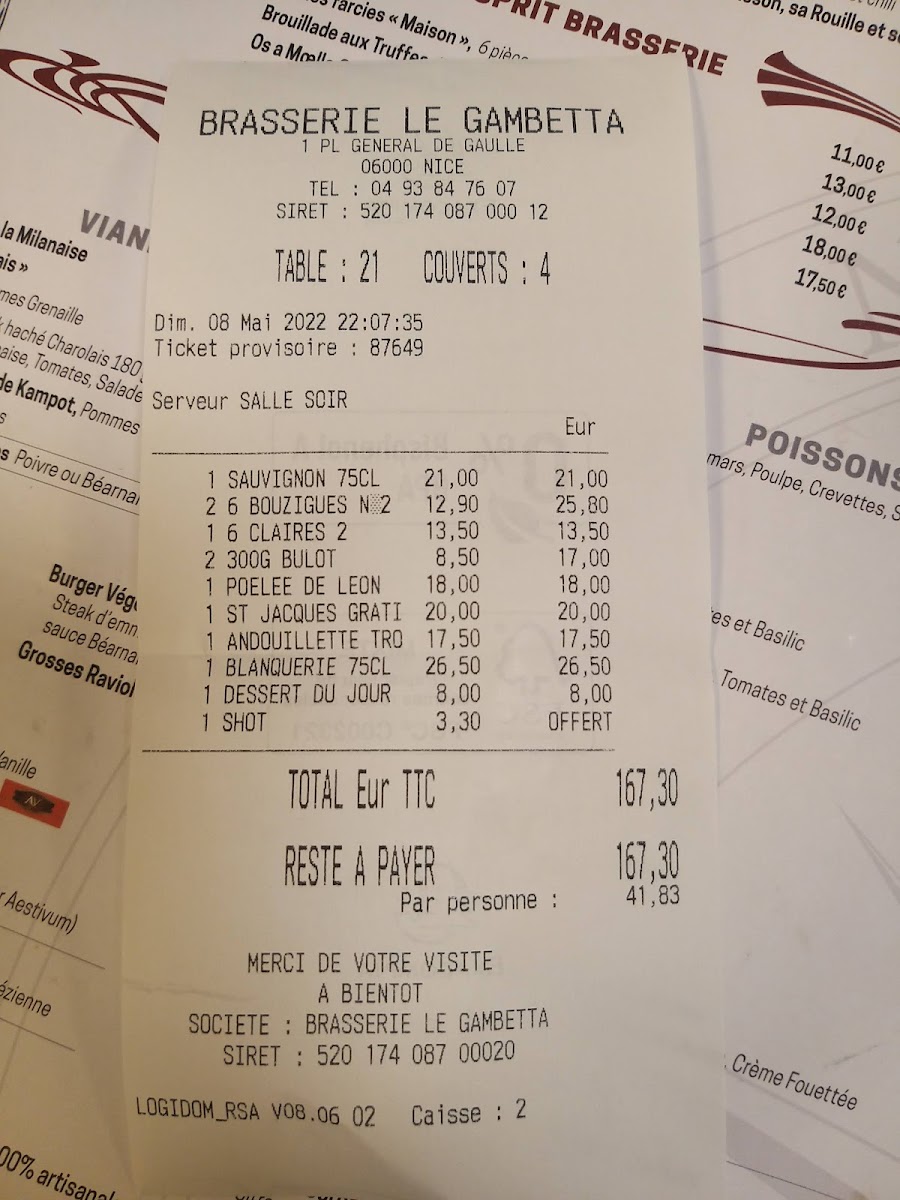 farcies « Maison », 6
Brouillade aux Truffes
Os a Moelle
BRASSERIE
sa Rouille et
11,00€
13,00€
12,00€
18,00€
17,50€
VIAN
la Milanaise
Grenaille
haché Charolais 180
Tomates, Salade
de Kampot, Pommes
Poivre ou Béarnai
Burger Végé
Steak d'emm
sauce Béarna
Grosses Raviol
Aestivum)
00% artisanal
POISSONS
Poulpe, Crevettes,
et Basilic
Tomates et Basilic
Crème Fouettée
BRASSERIE LE GAMBETTA
1 PL GENERAL DE GAULLE
06000 NICE
TEL : 04 93 84 76 07
SIRET : 520 174 087 000 12
TABLE : 21 COUVERTS : 4
Dim. 08 Mai 2022 22:07:35
Ticket provisoire : 87649
Serveur SALLE SOIR
Eur
1 SAUVIGNON 75CL 21,00 21,00
2 6 BOUZIGUES N░2 12,90 25,80
1 6 CLAIRES 2 13,50 13,50
2 300G BULOT 8,50 17,00
1 POELEE DE LEON 18,00 18,00
1 ST JACQUES GRATI 20,00 20,00
1 ANDOUILLETTE TRO 17,50 17,50
1 BLANQUERIE 75CL 26,50 26,50
1 DESSERT DU JOUR 8,00 8,00
1 SHOT 3,30 OFFERT
TOTAL Eur TTC 167,30
RESTE A PAYER 167,30
Par personne : 41,83
MERCI DE VOTRE VISITE
A BIENTOT
SOCIETE : BRASSERIE LE GAMBETTA
SIRET : 520 174 087 00020
LOGIDOM_RSA V08.06 02 Caisse : 2